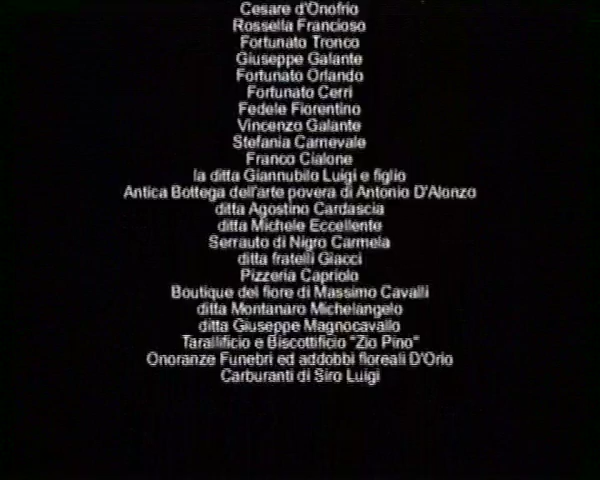 Cesare d'Onofrio
Rossella Francioso
Fortunato Tronco
Giuseppe Galante
Fortunato Orlando
Fortunato Cerri
Fedele Fiorentino
Vincenzo Galante
Stefania Carnevale
Franco Cialone
la ditta Giannubilo Luigi e figlio
Antica Bottega dell'arte povera di Antonio D'Alonzo
ditta Agostino Cardascia
ditta Michele Eccellente
Serrauto di Nigro Carmela
ditta fratelli Giacci
Pizzeria Capriolo
Boutique del fiore di Massimo Cavalli
ditta Montanaro Michelangelo
ditta Giuseppe Magnocavallo
Tarallificio e Biscottificio "Zio Pino"
Onoranze Funebri ed addobbi floreali D'Orio
Carburanti di Siro Luigi